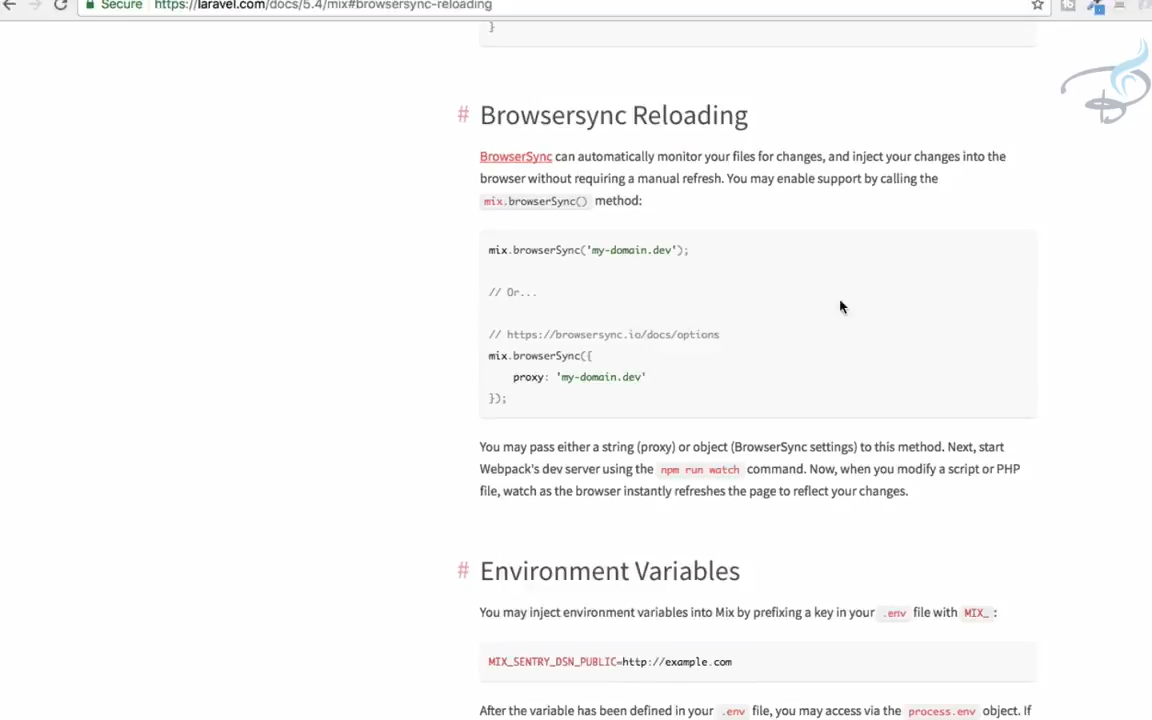 Secure https://laravel.com/docs/5.4/mix#browsersync-reloading
}
# Browsersync Reloading
BrowserSync can automatically monitor your files for changes, and inject your changes into the
browser without requiring a manual refresh. You may enable support by calling the
mix.browserSync() method:
mix.browserSync('my-domain.dev');
// Or...
// https://browsersync.io/docs/options
mix.browserSync({
proxy: 'my-domain.dev'
});
You may pass either a string (proxy) or object (BrowserSync settings) to this method. Next, start
Webpack's dev server using the npm run watch command. Now, when you modify a script or PHP
file, watch as the browser instantly refreshes the page to reflect your changes.
# Environment Variables
You may inject environment variables into Mix by prefixing a key in your .env file with MIX_ :
MIX_SENTRY_DSN_PUBLIC=http://example.com
After the variable has been defined in your .env file, you may access via the process.env object. If